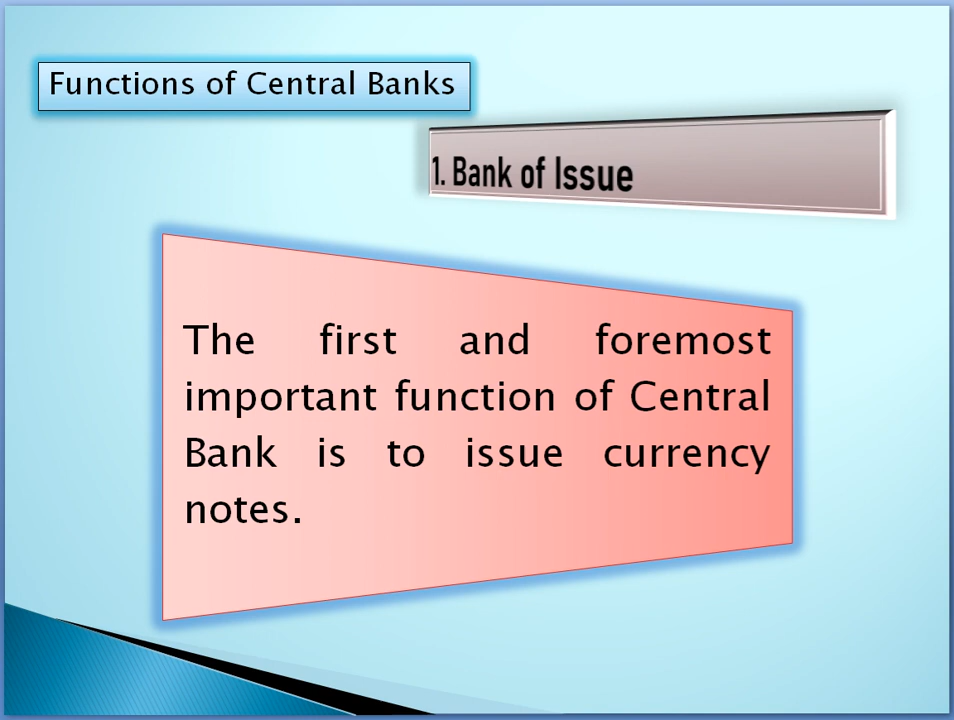 Functions of Central Banks
1. Bank of Issue
The first and foremost
important function of Central
Bank is to issue currency
notes.